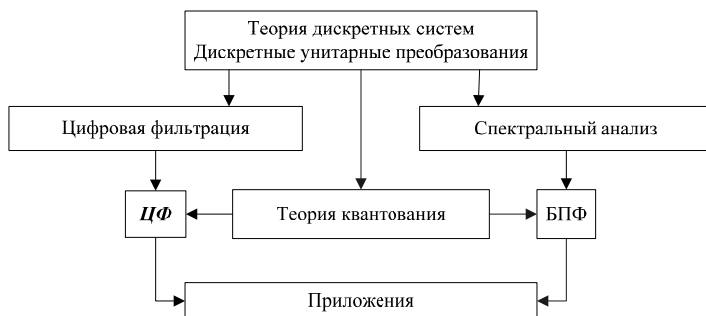 Теория дискретных систем
Дискретные унитарные преобразования
Цифровая фильтрация
Спектральный анализ
ЦФ
Теория квантования
БПФ
Приложения